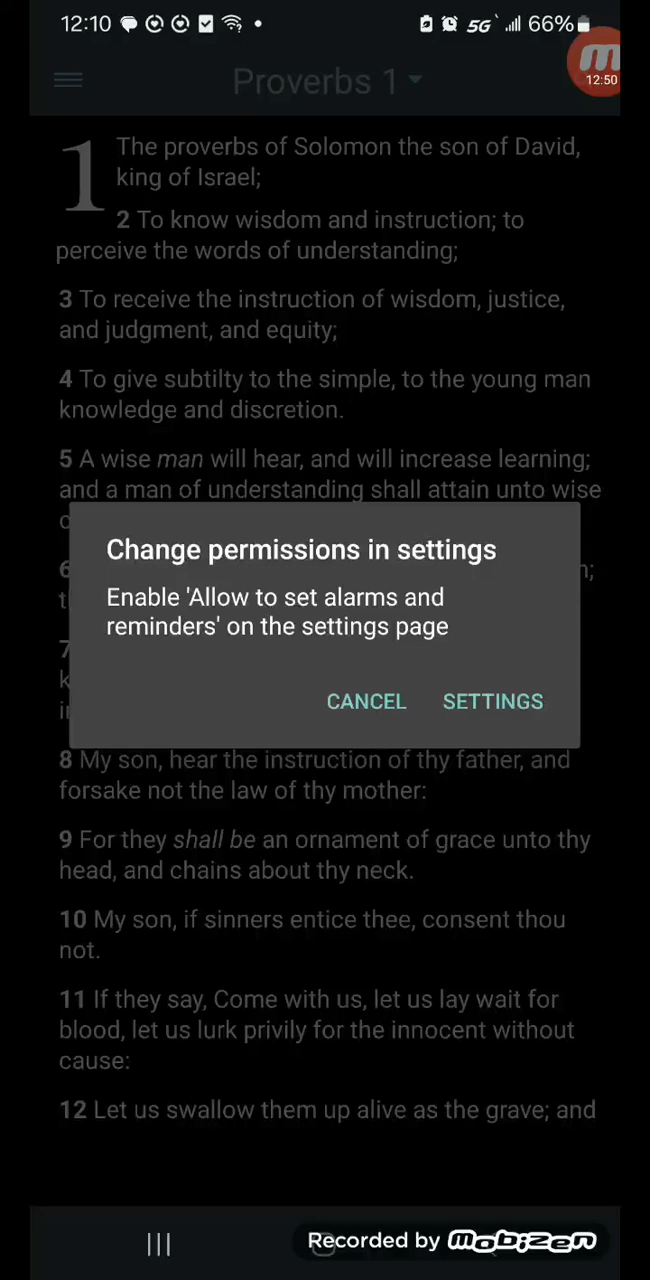 12:10 5G 66%
Proverbs 1
12:50
1 The proverbs of Solomon the son of David,
king of Israel;
2 To know wisdom and instruction; to
perceive the words of understanding;
3 To receive the instruction of wisdom, justice,
and judgment, and equity;
4 To give subtilty to the simple, to the young man
knowledge and discretion.
5 A wise man will hear, and will increase learning;
and a man of understanding shall attain unto wise
Change permissions in settings
Enable 'Allow to set alarms and
reminders' on the settings page
CANCEL SETTINGS
8 My son, hear the instruction of thy father, and
forsake not the law of thy mother:
9 For they shall be an ornament of grace unto thy
head, and chains about thy neck.
10 My son, if sinners entice thee, consent thou
not.
11 If they say, Come with us, let us lay wait for
blood, let us lurk privily for the innocent without
cause:
12 Let us swallow them up alive as the grave; and
Recorded by mobizen